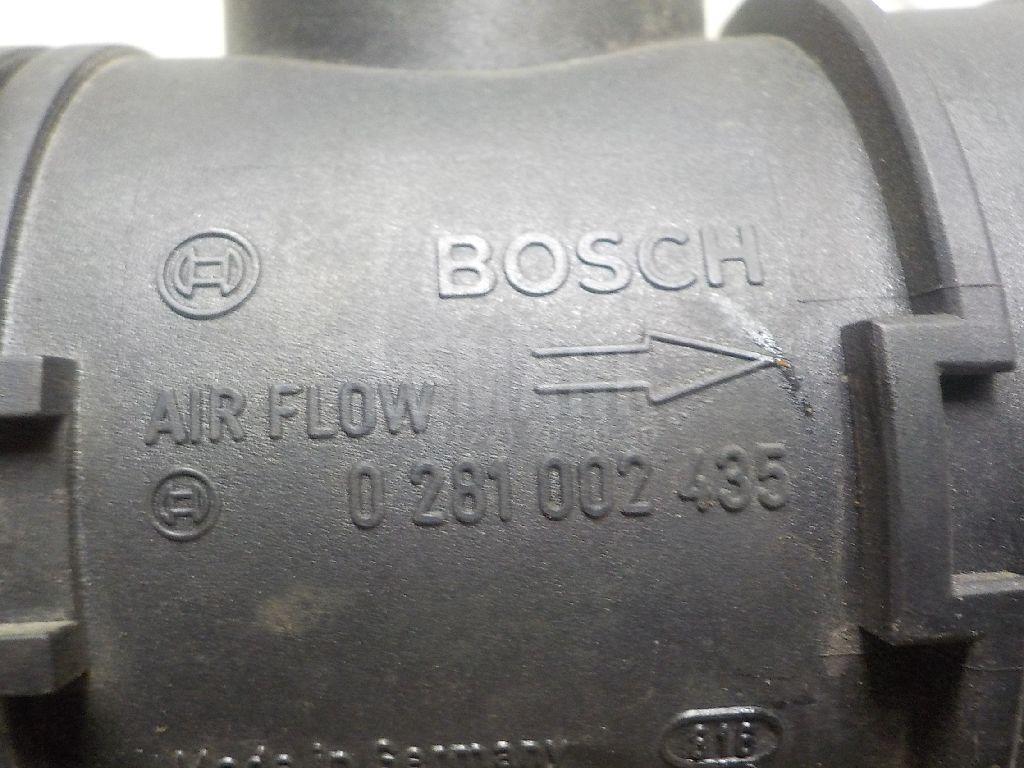 BOSCH
AIR FLOW
0 281 002 435
Made in Germany